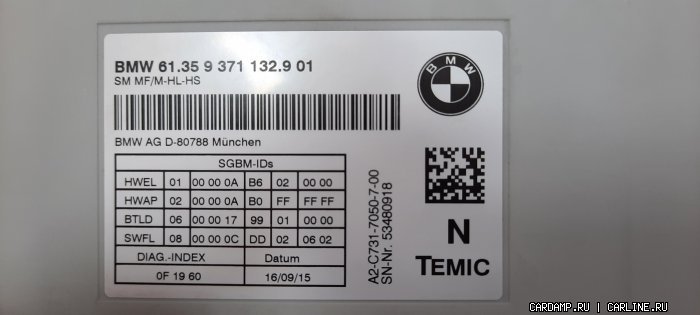 BMW 61.35 9 371 132.9 01
SM MF/M-HL-HS
BMW
BMW AG D-80788 München
SGBM-IDs
HWEL 01 00 00 0A B6 02 00 00
HWAP 02 00 00 0A B0 FF FF FF
BTLD 06 00 00 17 99 01 00 00
SWFL 08 00 00 0C DD 02 06 02
DIAG.-INDEX Datum
0F 19 60 16/09/15
A2-C731-7050-7-00
SN-Nr. 53480918
N
TEMIC
CARDAMP.RU | CARLINE.RU